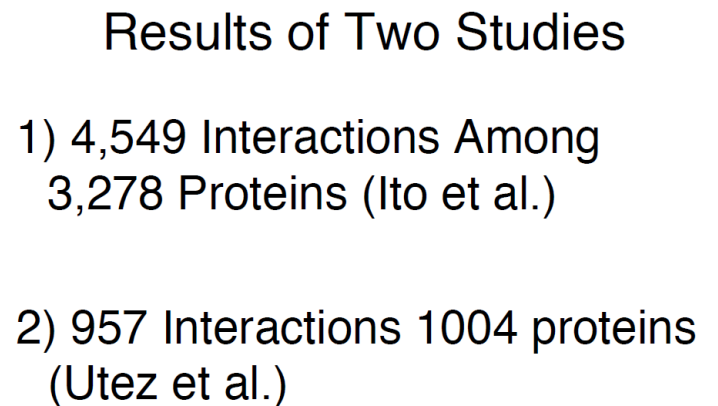 Results of Two Studies
1) 4,549 Interactions Among
3,278 Proteins (Ito et al.)
2) 957 Interactions 1004 proteins
(Utez et al.)